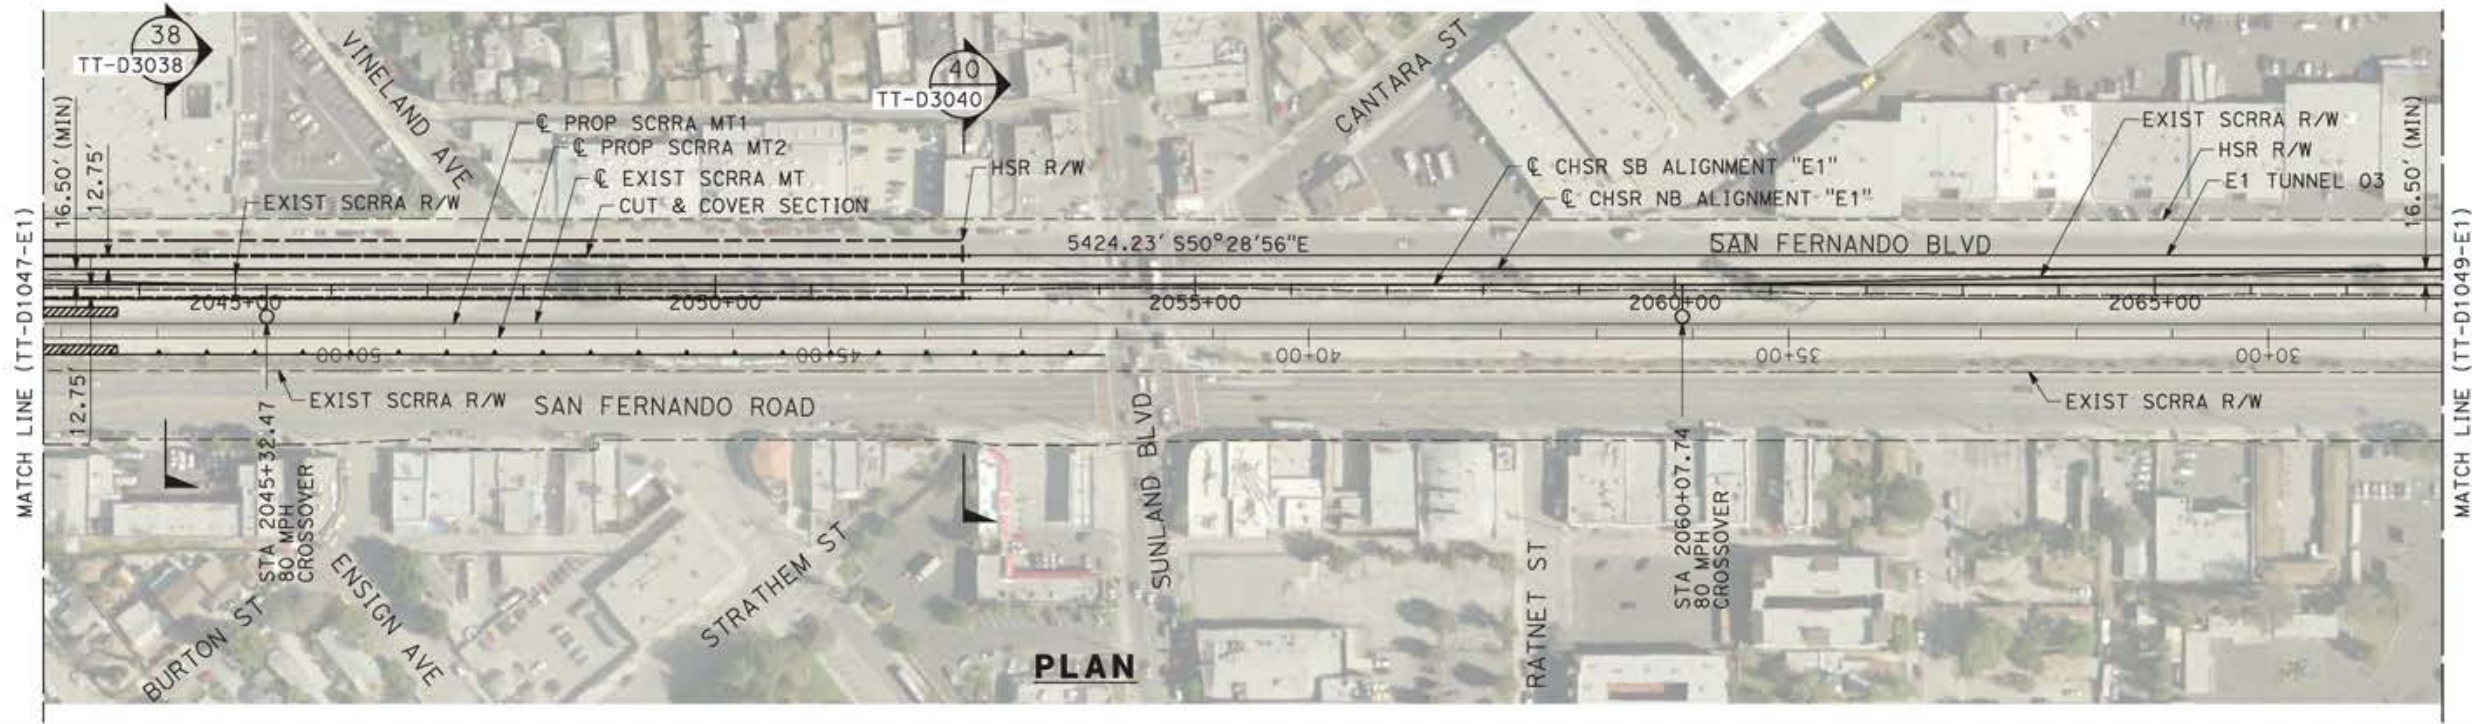 38
TT-D3038
VINELAND AVE
40
TT-D3040
CANTARA ST
16.50' (MIN)
12.75'
℄ PROP SCRRA MT1
℄ PROP SCRRA MT2
℄ EXIST SCRRA MT
CUT & COVER SECTION
EXIST SCRRA R/W
HSR R/W
℄ CHSR SB ALIGNMENT "E1"
℄ CHSR NB ALIGNMENT "E1"
EXIST SCRRA R/W
HSR R/W
E1 TUNNEL 03
16.50' (MIN)
MATCH LINE (TT-D1047-E1)
MATCH LINE (TT-D1049-E1)
5424.23' S50°28'56"E
SAN FERNANDO BLVD
2045+00
2050+00
2055+00
2060+00
2065+00
50+00
45+00
40+00
35+00
30+00
12.75'
EXIST SCRRA R/W
SAN FERNANDO ROAD
EXIST SCRRA R/W
STA 2045+32.47
80 MPH
CROSSOVER
STA 2060+07.74
80 MPH
CROSSOVER
BURTON ST
ENSIGN AVE
STRATHEM ST
SUNLAND BLVD
RATNET ST
PLAN